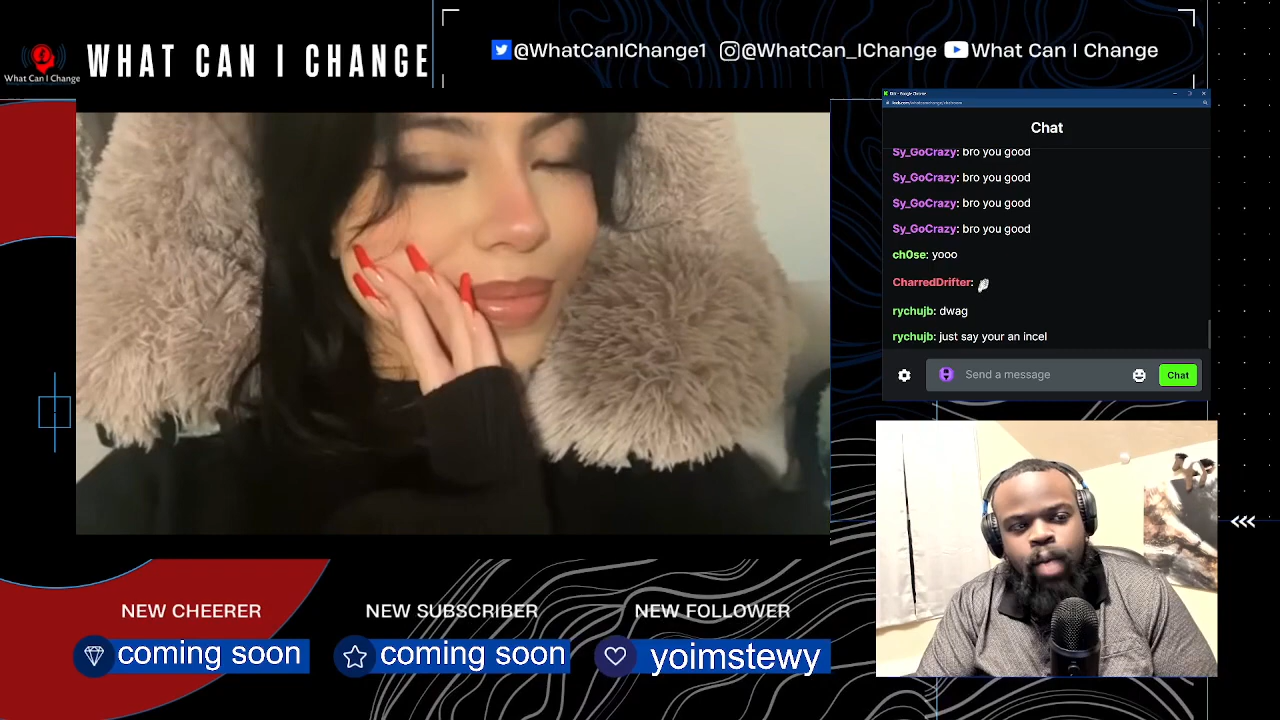 What Can I Change
WHAT CAN I CHANGE
@WhatCanIChange1
@WhatCan_IChange
What Can I Change
Chat
Sy_GoCrazy: bro you good
Sy_GoCrazy: bro you good
Sy_GoCrazy: bro you good
Sy_GoCrazy: bro you good
ch0se: yooo
CharredDrifter:
rychujb: dwag
rychujb: just say your an incel
Send a message
Chat
NEW CHEERER
NEW SUBSCRIBER
NEW FOLLOWER
coming soon
coming soon
yoimstewy